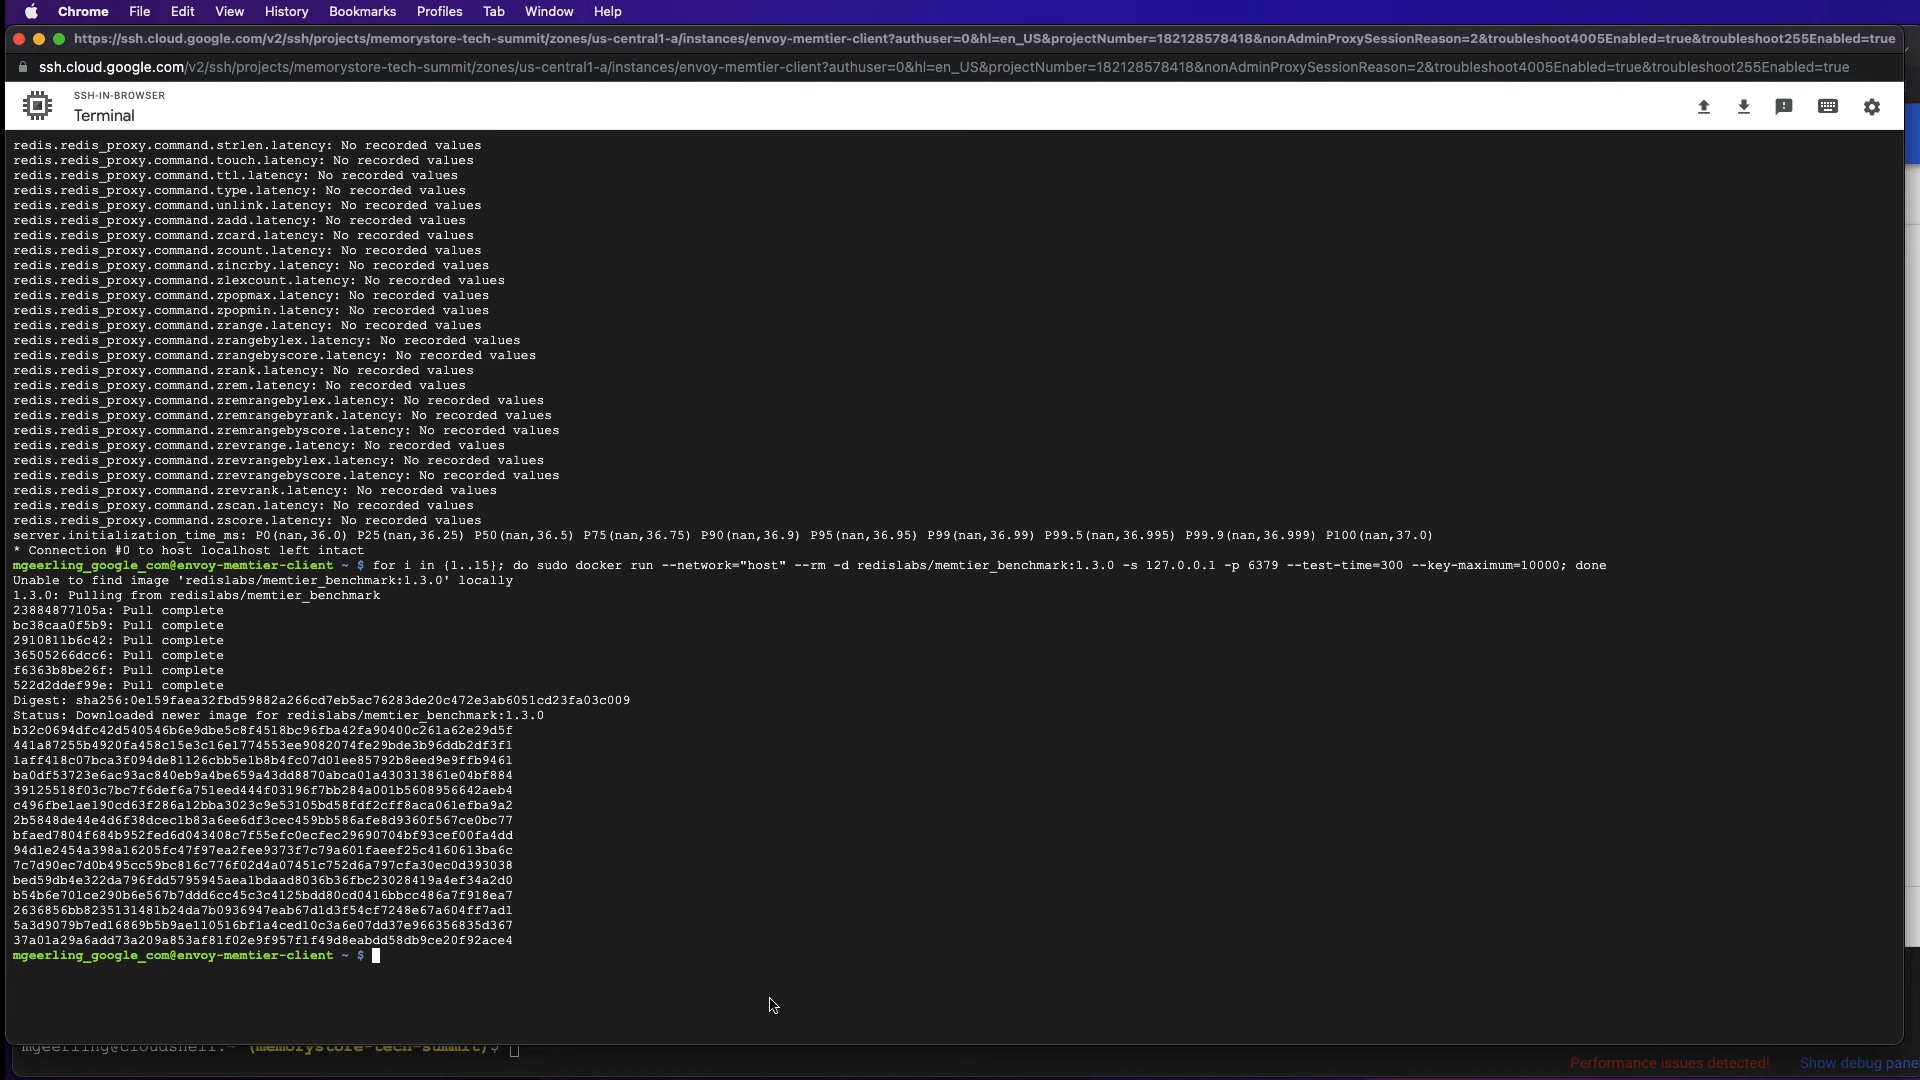 Chrome File Edit View History Bookmarks Profiles Tab Window Help
https://ssh.cloud.google.com/v2/ssh/projects/memorystore-tech-summit/zones/us-central1-a/instances/envoy-memtier-client?authuser=0&hl=en_US&projectNumber=182128578418&nonAdminProxySessionReason=2&troubleshoot4005Enabled=true&troubleshoot255Enabled=true
ssh.cloud.google.com/v2/ssh/projects/memorystore-tech-summit/zones/us-central1-a/instances/envoy-memtier-client?authuser=0&hl=en_US&projectNumber=182128578418&nonAdminProxySessionReason=2&troubleshoot4005Enabled=true&troubleshoot255Enabled=true
SSH-IN-BROWSER
Terminal
redis.redis_proxy.command.strlen.latency: No recorded values
redis.redis_proxy.command.touch.latency: No recorded values
redis.redis_proxy.command.ttl.latency: No recorded values
redis.redis_proxy.command.type.latency: No recorded values
redis.redis_proxy.command.unlink.latency: No recorded values
redis.redis_proxy.command.zadd.latency: No recorded values
redis.redis_proxy.command.zcard.latency: No recorded values
redis.redis_proxy.command.zcount.latency: No recorded values
redis.redis_proxy.command.zincrby.latency: No recorded values
redis.redis_proxy.command.zlexcount.latency: No recorded values
redis.redis_proxy.command.zpopmax.latency: No recorded values
redis.redis_proxy.command.zpopmin.latency: No recorded values
redis.redis_proxy.command.zrange.latency: No recorded values
redis.redis_proxy.command.zrangebylex.latency: No recorded values
redis.redis_proxy.command.zrangebyscore.latency: No recorded values
redis.redis_proxy.command.zrank.latency: No recorded values
redis.redis_proxy.command.zrem.latency: No recorded values
redis.redis_proxy.command.zremrangebylex.latency: No recorded values
redis.redis_proxy.command.zremrangebyrank.latency: No recorded values
redis.redis_proxy.command.zremrangebyscore.latency: No recorded values
redis.redis_proxy.command.zrevrange.latency: No recorded values
redis.redis_proxy.command.zrevrangebylex.latency: No recorded values
redis.redis_proxy.command.zrevrangebyscore.latency: No recorded values
redis.redis_proxy.command.zrevrank.latency: No recorded values
redis.redis_proxy.command.zscan.latency: No recorded values
redis.redis_proxy.command.zscore.latency: No recorded values
server.initialization_time_ms: P0(nan,36.0) P25(nan,36.25) P50(nan,36.5) P75(nan,36.75) P90(nan,36.9) P95(nan,36.95) P99(nan,36.99) P99.5(nan,36.995) P99.9(nan,36.999) P100(nan,37.0)
* Connection #0 to host localhost left intact
mgeerling_google_com@envoy-memtier-client ~ $ for i in {1..15}; do sudo docker run --network="host" --rm -d redislabs/memtier_benchmark:1.3.0 -s 127.0.0.1 -p 6379 --test-time=300 --key-maximum=10000; done
Unable to find image 'redislabs/memtier_benchmark:1.3.0' locally
1.3.0: Pulling from redislabs/memtier_benchmark
23884877105a: Pull complete
bc38caa0f5b9: Pull complete
2910811b6c42: Pull complete
36505266dcc6: Pull complete
f6363b8be26f: Pull complete
522d2ddef99e: Pull complete
Digest: sha256:0e159faea32fbd59882a266cd7eb5ac76283de20c472e3ab6051cd23fa03c009
Status: Downloaded newer image for redislabs/memtier_benchmark:1.3.0
b32c0694dfc42d540546b6e9dbe5c8f4518bc96fba42fa90400c261a62e29d5f
441a87255b4920fa458c15e3c16e1774553ee9082074fe29bde3b96ddb2df3f1
1aff418c07bca3f094de81126cbb5e1b8b4fc07d01ee85792b8eed9e9ffb9461
ba0df53723e6ac93ac840eb9a4be659a43dd8870abca01a430313861e04bf884
39125518f03c7bc7f6def6a751eed444f03196f7bb284a001b5608956642aeb4
c496fbe1ae190cd63f286a12bba3023c9e53105bd58fdf2cff8aca061efba9a2
2b5848de44e4d6f38dcec1b83a6ee6df3cec459bb586afe8d9360f567ce0bc77
bfaed7804f684b952fed6d043408c7f55efc0ecfec29690704bf93cef00fa4dd
94d1e2454a398a16205fc47f97ea2fee9373f7c79a601faeef25c4160613ba6c
7c7d90ec7d0b495cc59bc816c776f02d4a07451c752d6a797cfa30ec0d393038
bed59db4e322da796fdd5795945aea1bdaad8036b36fbc23028419a4ef34a2d0
b54b6e701ce290b6e567b7ddd6cc45c3c4125bdd80cd0416bbcc486a7f918ea7
2636856bb8235131481b24da7b0936947eab67d1d3f54cf7248e67a604ff7ad1
5a3d9079b7ed16869b5b9ae110516bf1a4ced10c3a6e07dd37e966356835d367
37a01a29a6add73a209a853af81f02e9f957f1f49d8eabdd58db9ce20f92ace4
mgeerling_google_com@envoy-memtier-client ~ $
mgeerling@cloudshell:~ (memorystore-tech-summit)$
Performance issues detected! Show debug pane